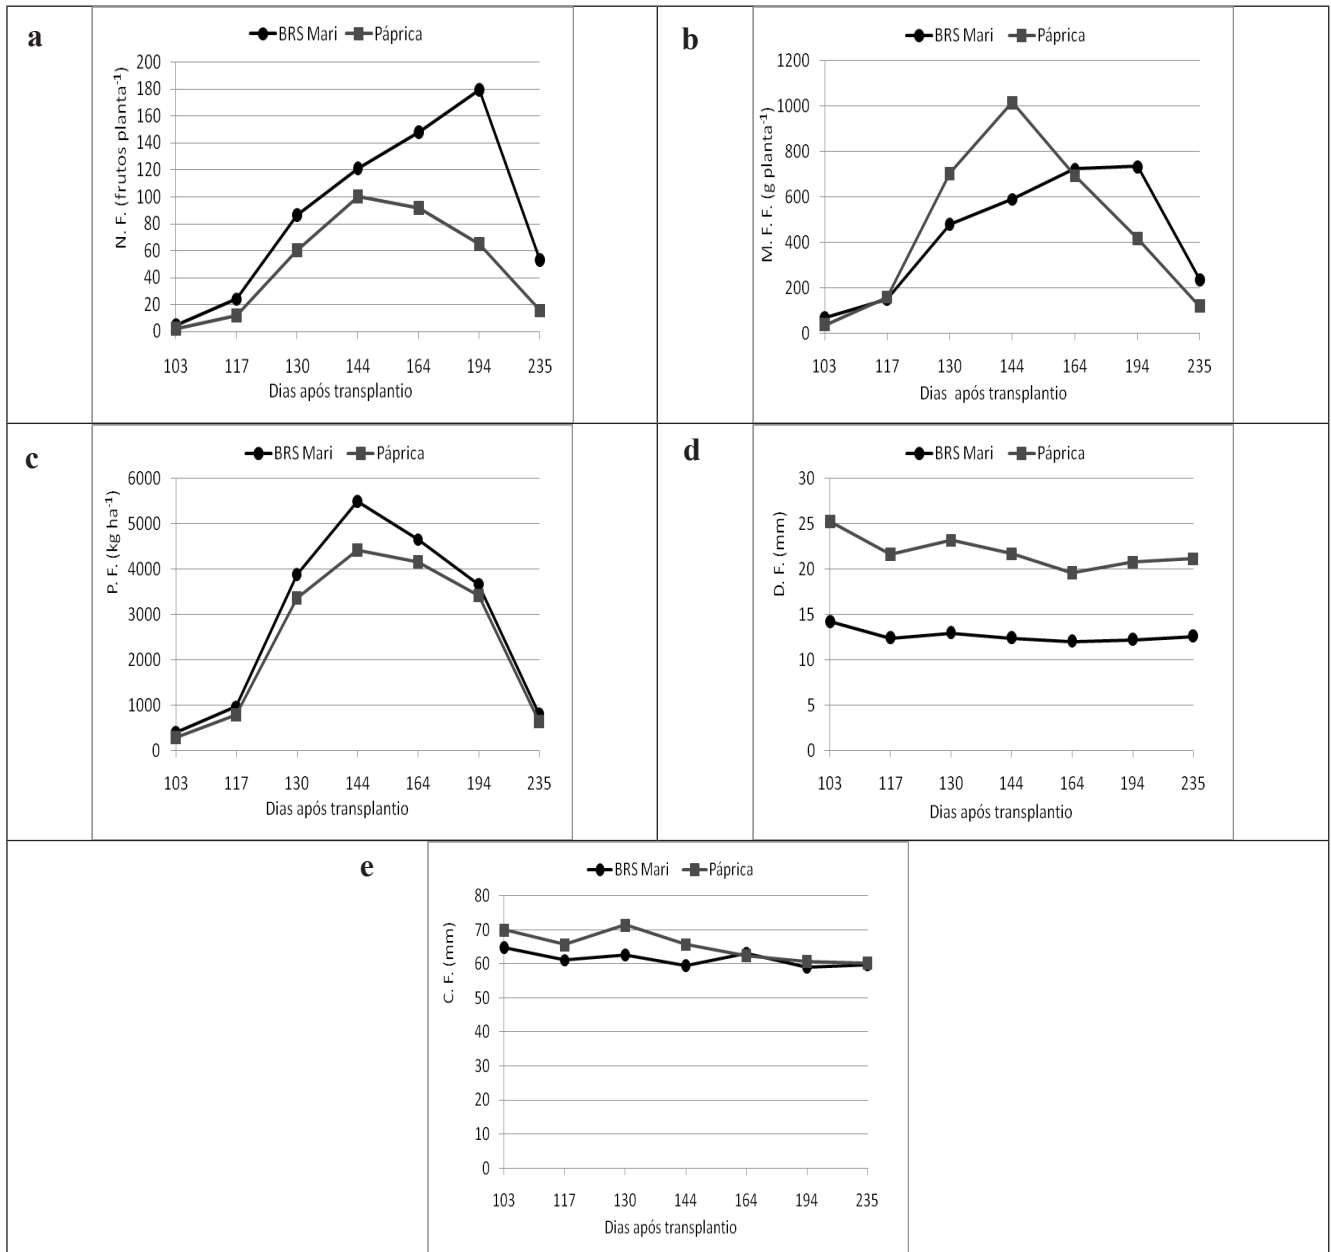 a
BRS Mari Páprica
N. F. (frutos planta⁻¹)
200
180
160
140
120
100
80
60
40
20
0
103 117 130 144 164 194 235
Dias após transplantio
b
BRS Mari Páprica
M. F. F. (g planta⁻¹)
1200
1000
800
600
400
200
0
103 117 130 144 164 194 235
Dias após transplantio
c
BRS Mari Páprica
P. F. (kg ha⁻¹)
6000
5000
4000
3000
2000
1000
0
103 117 130 144 164 194 235
Dias após transplantio
d
BRS Mari Páprica
D. F. (mm)
30
25
20
15
10
5
0
103 117 130 144 164 194 235
Dias após transplantio
e
BRS Mari Páprica
C. F. (mm)
80
70
60
50
40
30
20
10
0
103 117 130 144 164 194 235
Dias após transplantio